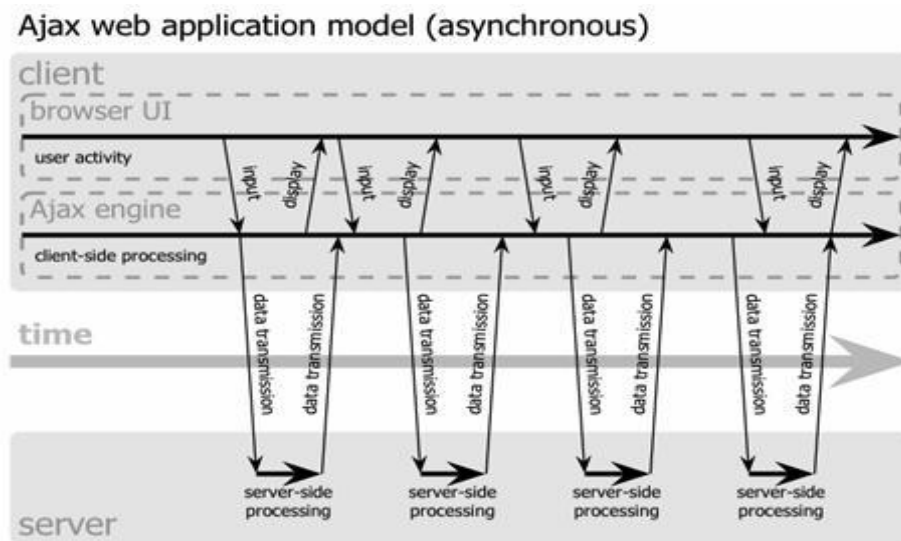 Ajax web application model (asynchronous)
client
browser UI
user activity
input
display
input
display
input
display
input
display
Ajax engine
client-side processing
data transmission
data transmission
data transmission
data transmission
data transmission
data transmission
data transmission
data transmission
time
server-side
processing
server-side
processing
server-side
processing
server-side
processing
server